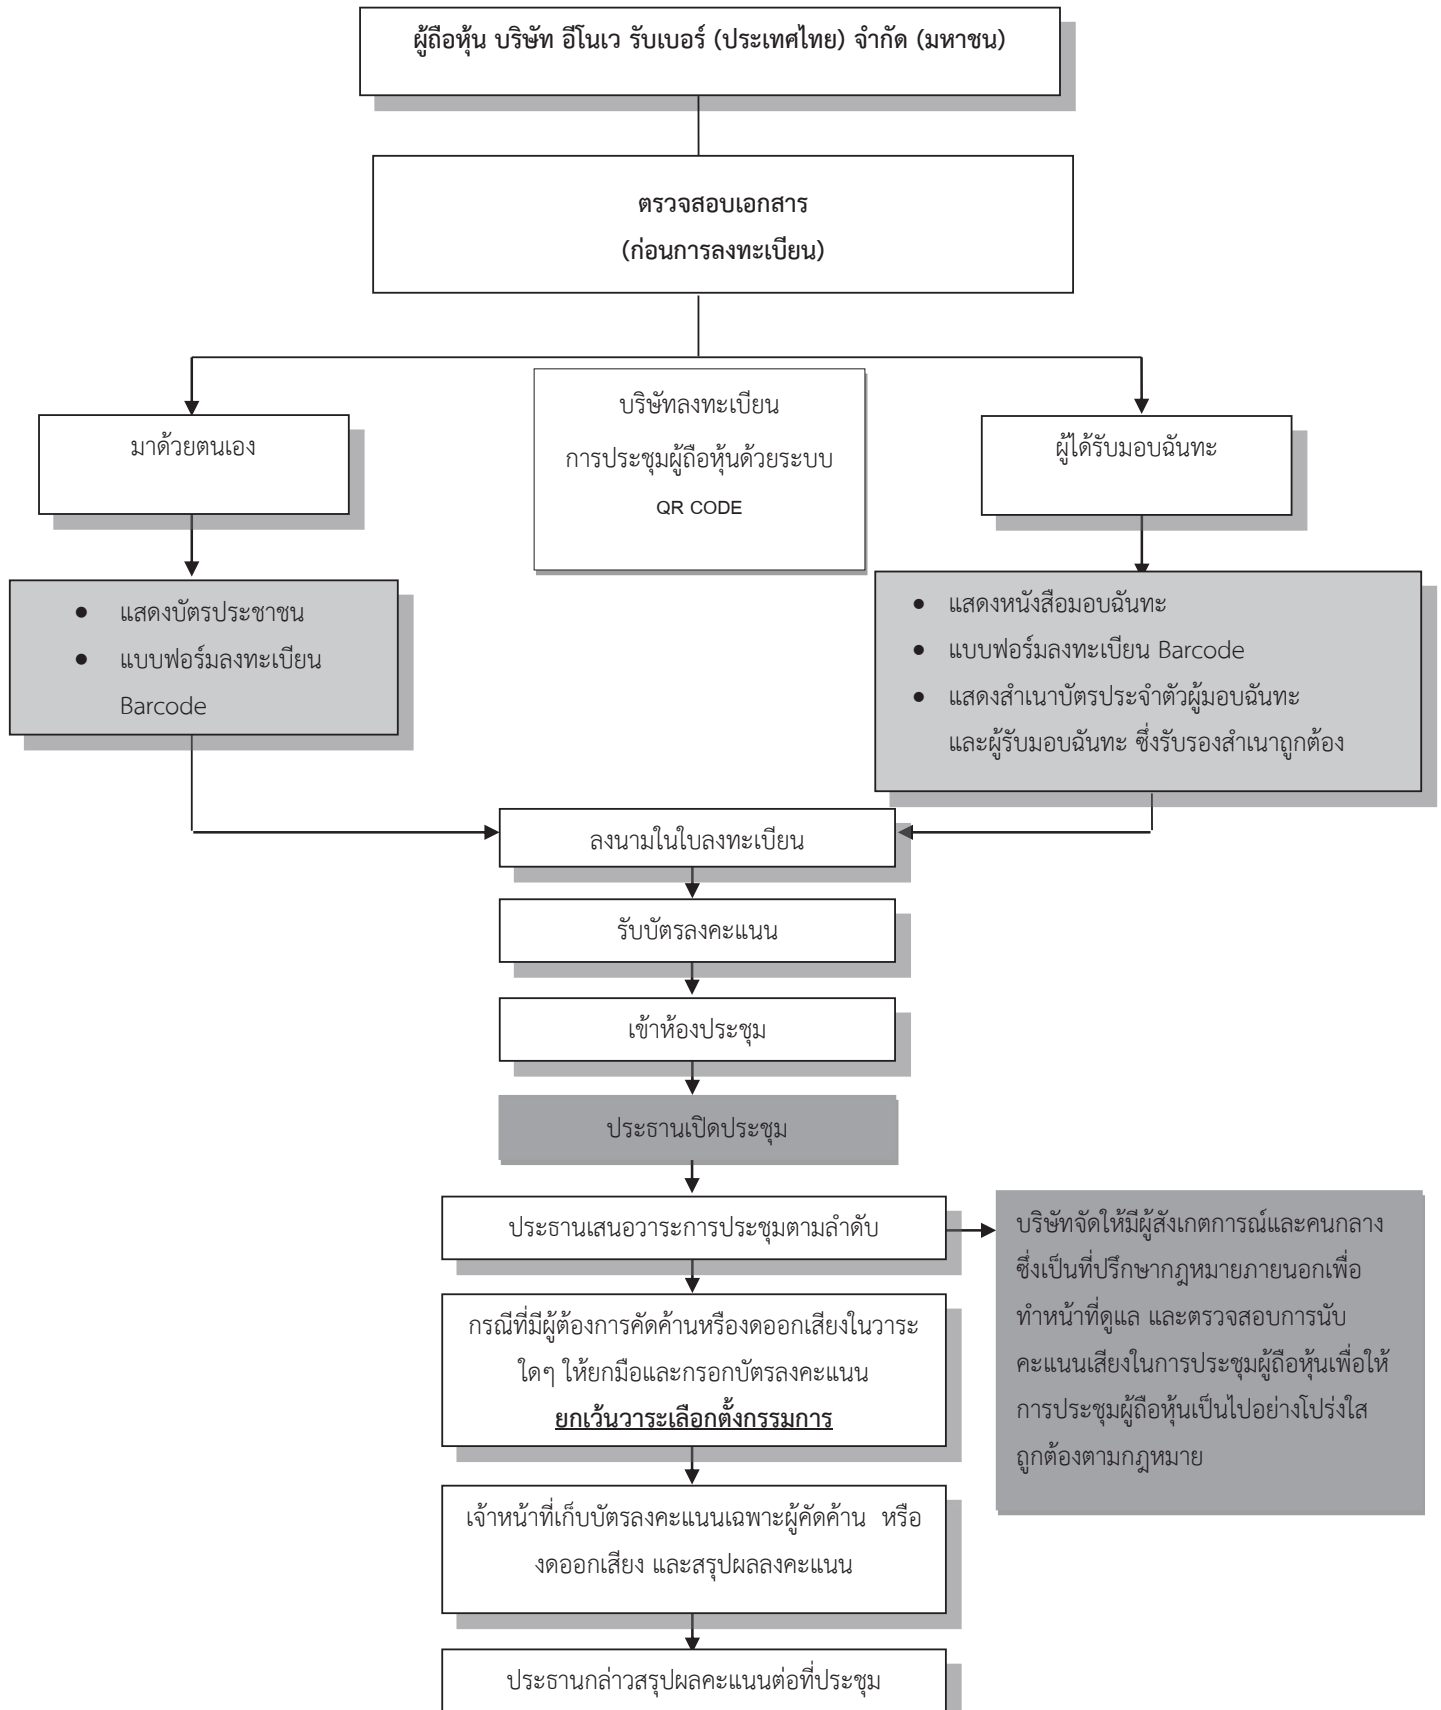 ผู้ถือหุ้น บริษัท อีโนเว รับเบอร์ (ประเทศไทย) จำกัด (มหาชน)
ตรวจสอบเอกสาร
(ก่อนการลงทะเบียน)
บริษัทลงทะเบียน
การประชุมผู้ถือหุ้นด้วยระบบ
QR CODE
มาด้วยตนเอง
• แสดงบัตรประชาชน
• แบบฟอร์มลงทะเบียน
Barcode
ผู้ได้รับมอบฉันทะ
• แสดงหนังสือมอบฉันทะ
• แบบฟอร์มลงทะเบียน Barcode
• แสดงสำเนาบัตรประจำตัวผู้มอบฉันทะ
และผู้รับมอบฉันทะ ซึ่งรับรองสำเนาถูกต้อง
ลงนามในใบลงทะเบียน
รับบัตรลงคะแนน
เข้าห้องประชุม
ประธานเปิดประชุม
ประธานเสนอวาระการประชุมตามลำดับ
บริษัทจัดให้มีผู้สังเกตการณ์และคนกลาง
ซึ่งเป็นที่ปรึกษากฎหมายภายนอกเพื่อ
ทำหน้าที่ดูแล และตรวจสอบการนับ
คะแนนเสียงในการประชุมผู้ถือหุ้นเพื่อให้
การประชุมผู้ถือหุ้นเป็นไปอย่างโปร่งใส
ถูกต้องตามกฎหมาย
กรณีที่มีผู้ต้องการคัดค้านหรืองดออกเสียงในวาระ
ใดๆ ให้ยกมือและกรอกบัตรลงคะแนน
ยกเว้นวาระเลือกตั้งกรรมการ
เจ้าหน้าที่เก็บบัตรลงคะแนนเฉพาะผู้คัดค้าน หรือ
งดออกเสียง และสรุปผลลงคะแนน
ประธานกล่าวสรุปผลคะแนนต่อที่ประชุม